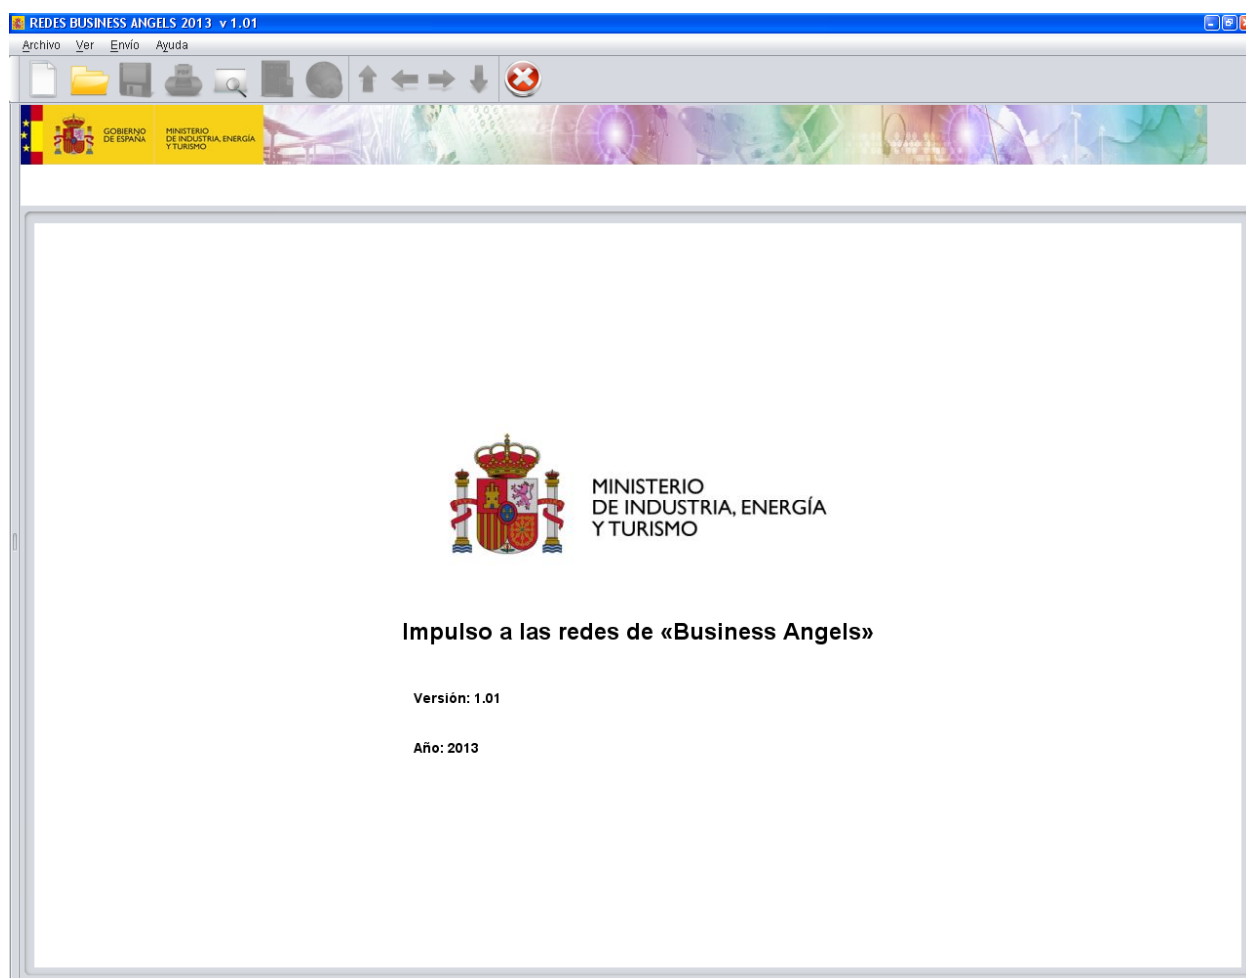 REDES BUSINESS ANGELS 2013 v 1.01
Archivo Ver Envío Ayuda
GOBIERNO
DE ESPAÑA
MINISTERIO
DE INDUSTRIA, ENERGÍA
Y TURISMO
MINISTERIO
DE INDUSTRIA, ENERGÍA
Y TURISMO
Impulso a las redes de «Business Angels»
Versión: 1.01
Año: 2013